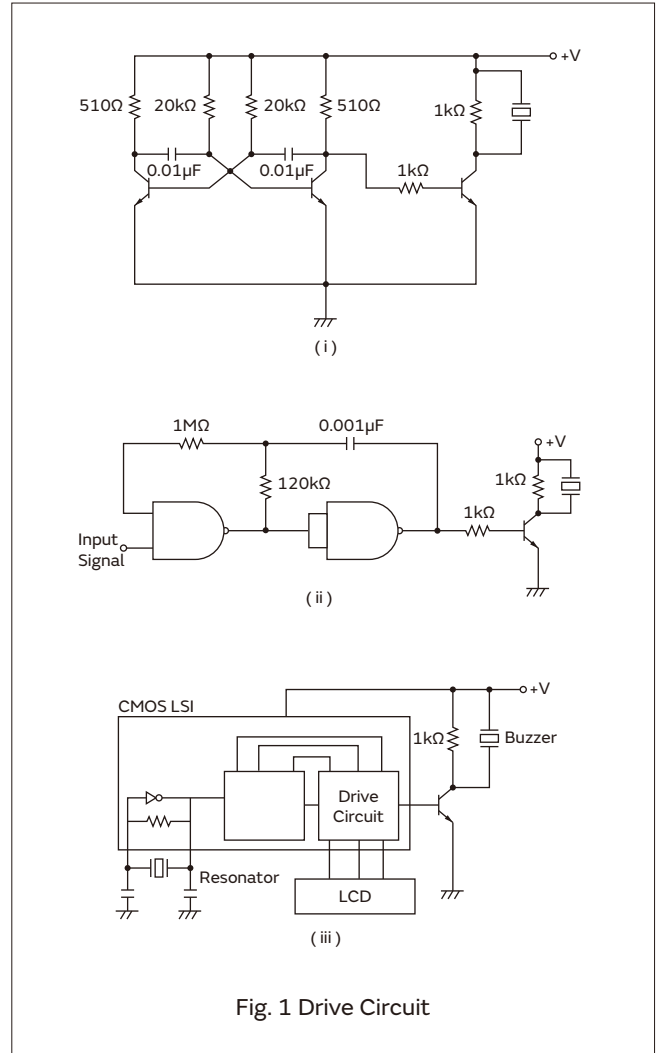 +V
510Ω 20kΩ 20kΩ 510Ω 1kΩ
0.01µF 0.01µF 1kΩ
( i )
1MΩ 0.001µF
+V
120kΩ 1kΩ 1kΩ
Input
Signal
( ii )
+V
CMOS LSI
1kΩ Buzzer
Drive
Circuit
Resonator
LCD
( iii )
Fig. 1 Drive Circuit